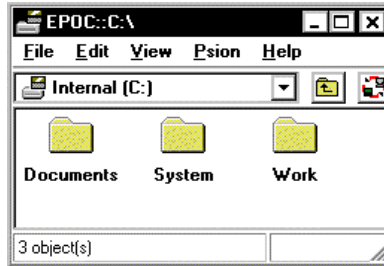 EPOC::C:\
File Edit View Psion Help
Internal (C:)
Documents System Work
3 object(s)